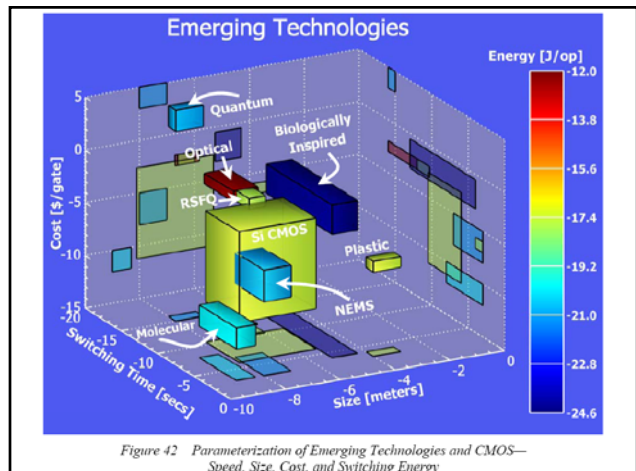 Emerging Technologies
Energy [J/op]
-12.0
-15.6
-17.4
-19.2
-21.0
-22.8
-24.6
5
0
-5
-10
-15
Cost [$/gate]
-20
-15
-10
-5
0
Switching Time [secs]
-10
-8
-6
-4
-2
0
Size [meters]
Quantum
Biologically
Inspired
Optical
RSFQ
Si CMOS
Plastic
NEMS
Molecular
Figure 42 Parameterization of Emerging Technologies and CMOS—
Speed, Size, Cost, and Switching Energy